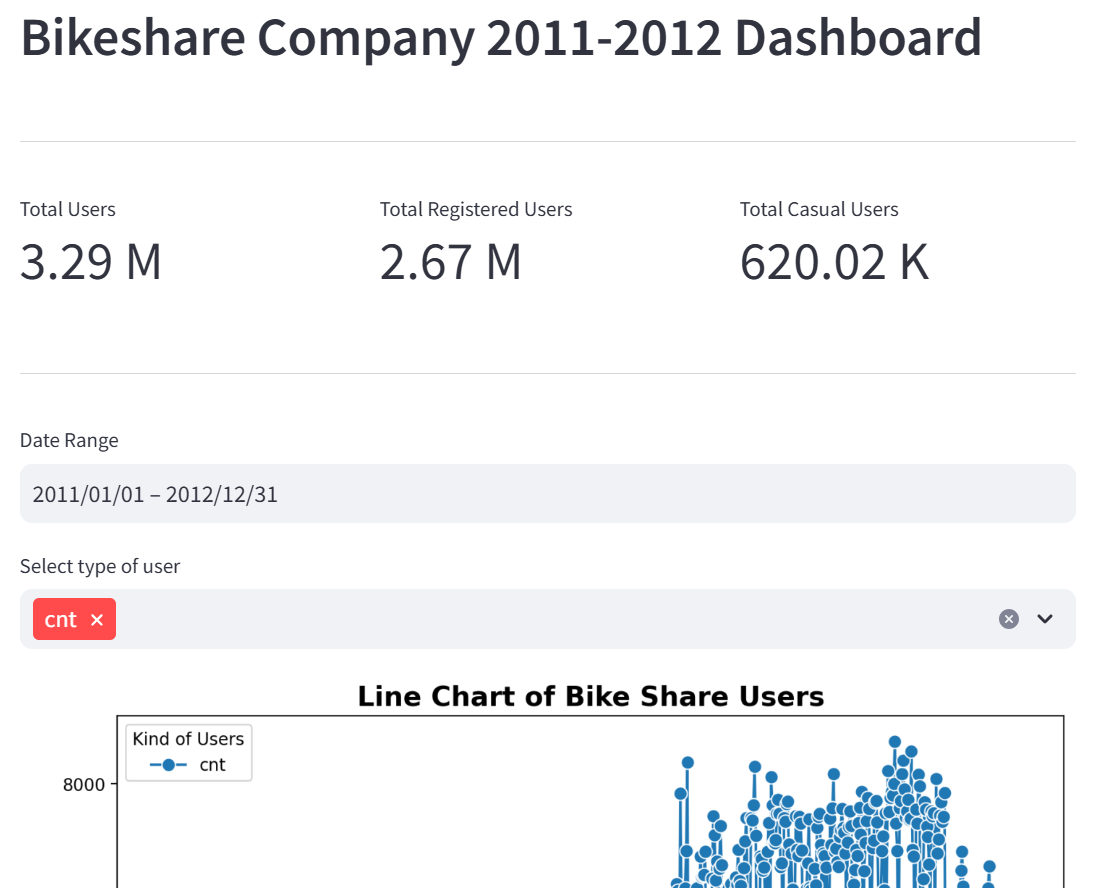 Bikeshare Company 2011-2012 Dashboard
Total Users
Total Registered Users
Total Casual Users
3.29 M
2.67 M
620.02 K
Date Range
2011/01/01 – 2012/12/31
Select type of user
cnt ×
Line Chart of Bike Share Users
Kind of Users
cnt
8000